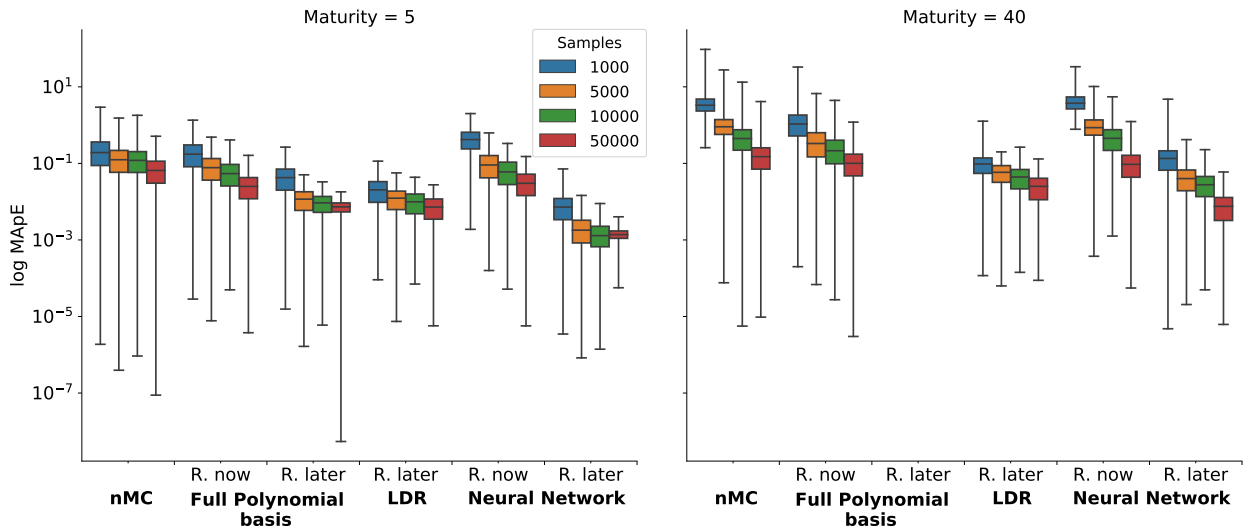 Maturity = 5
Maturity = 40
Samples
1000
5000
10000
50000
log MApE
10¹
10⁻¹
10⁻³
10⁻⁵
10⁻⁷
R. now R. later R. later R. now R. later
nMC Full Polynomial basis LDR Neural Network
R. now R. later R. later R. now R. later
nMC Full Polynomial basis LDR Neural Network